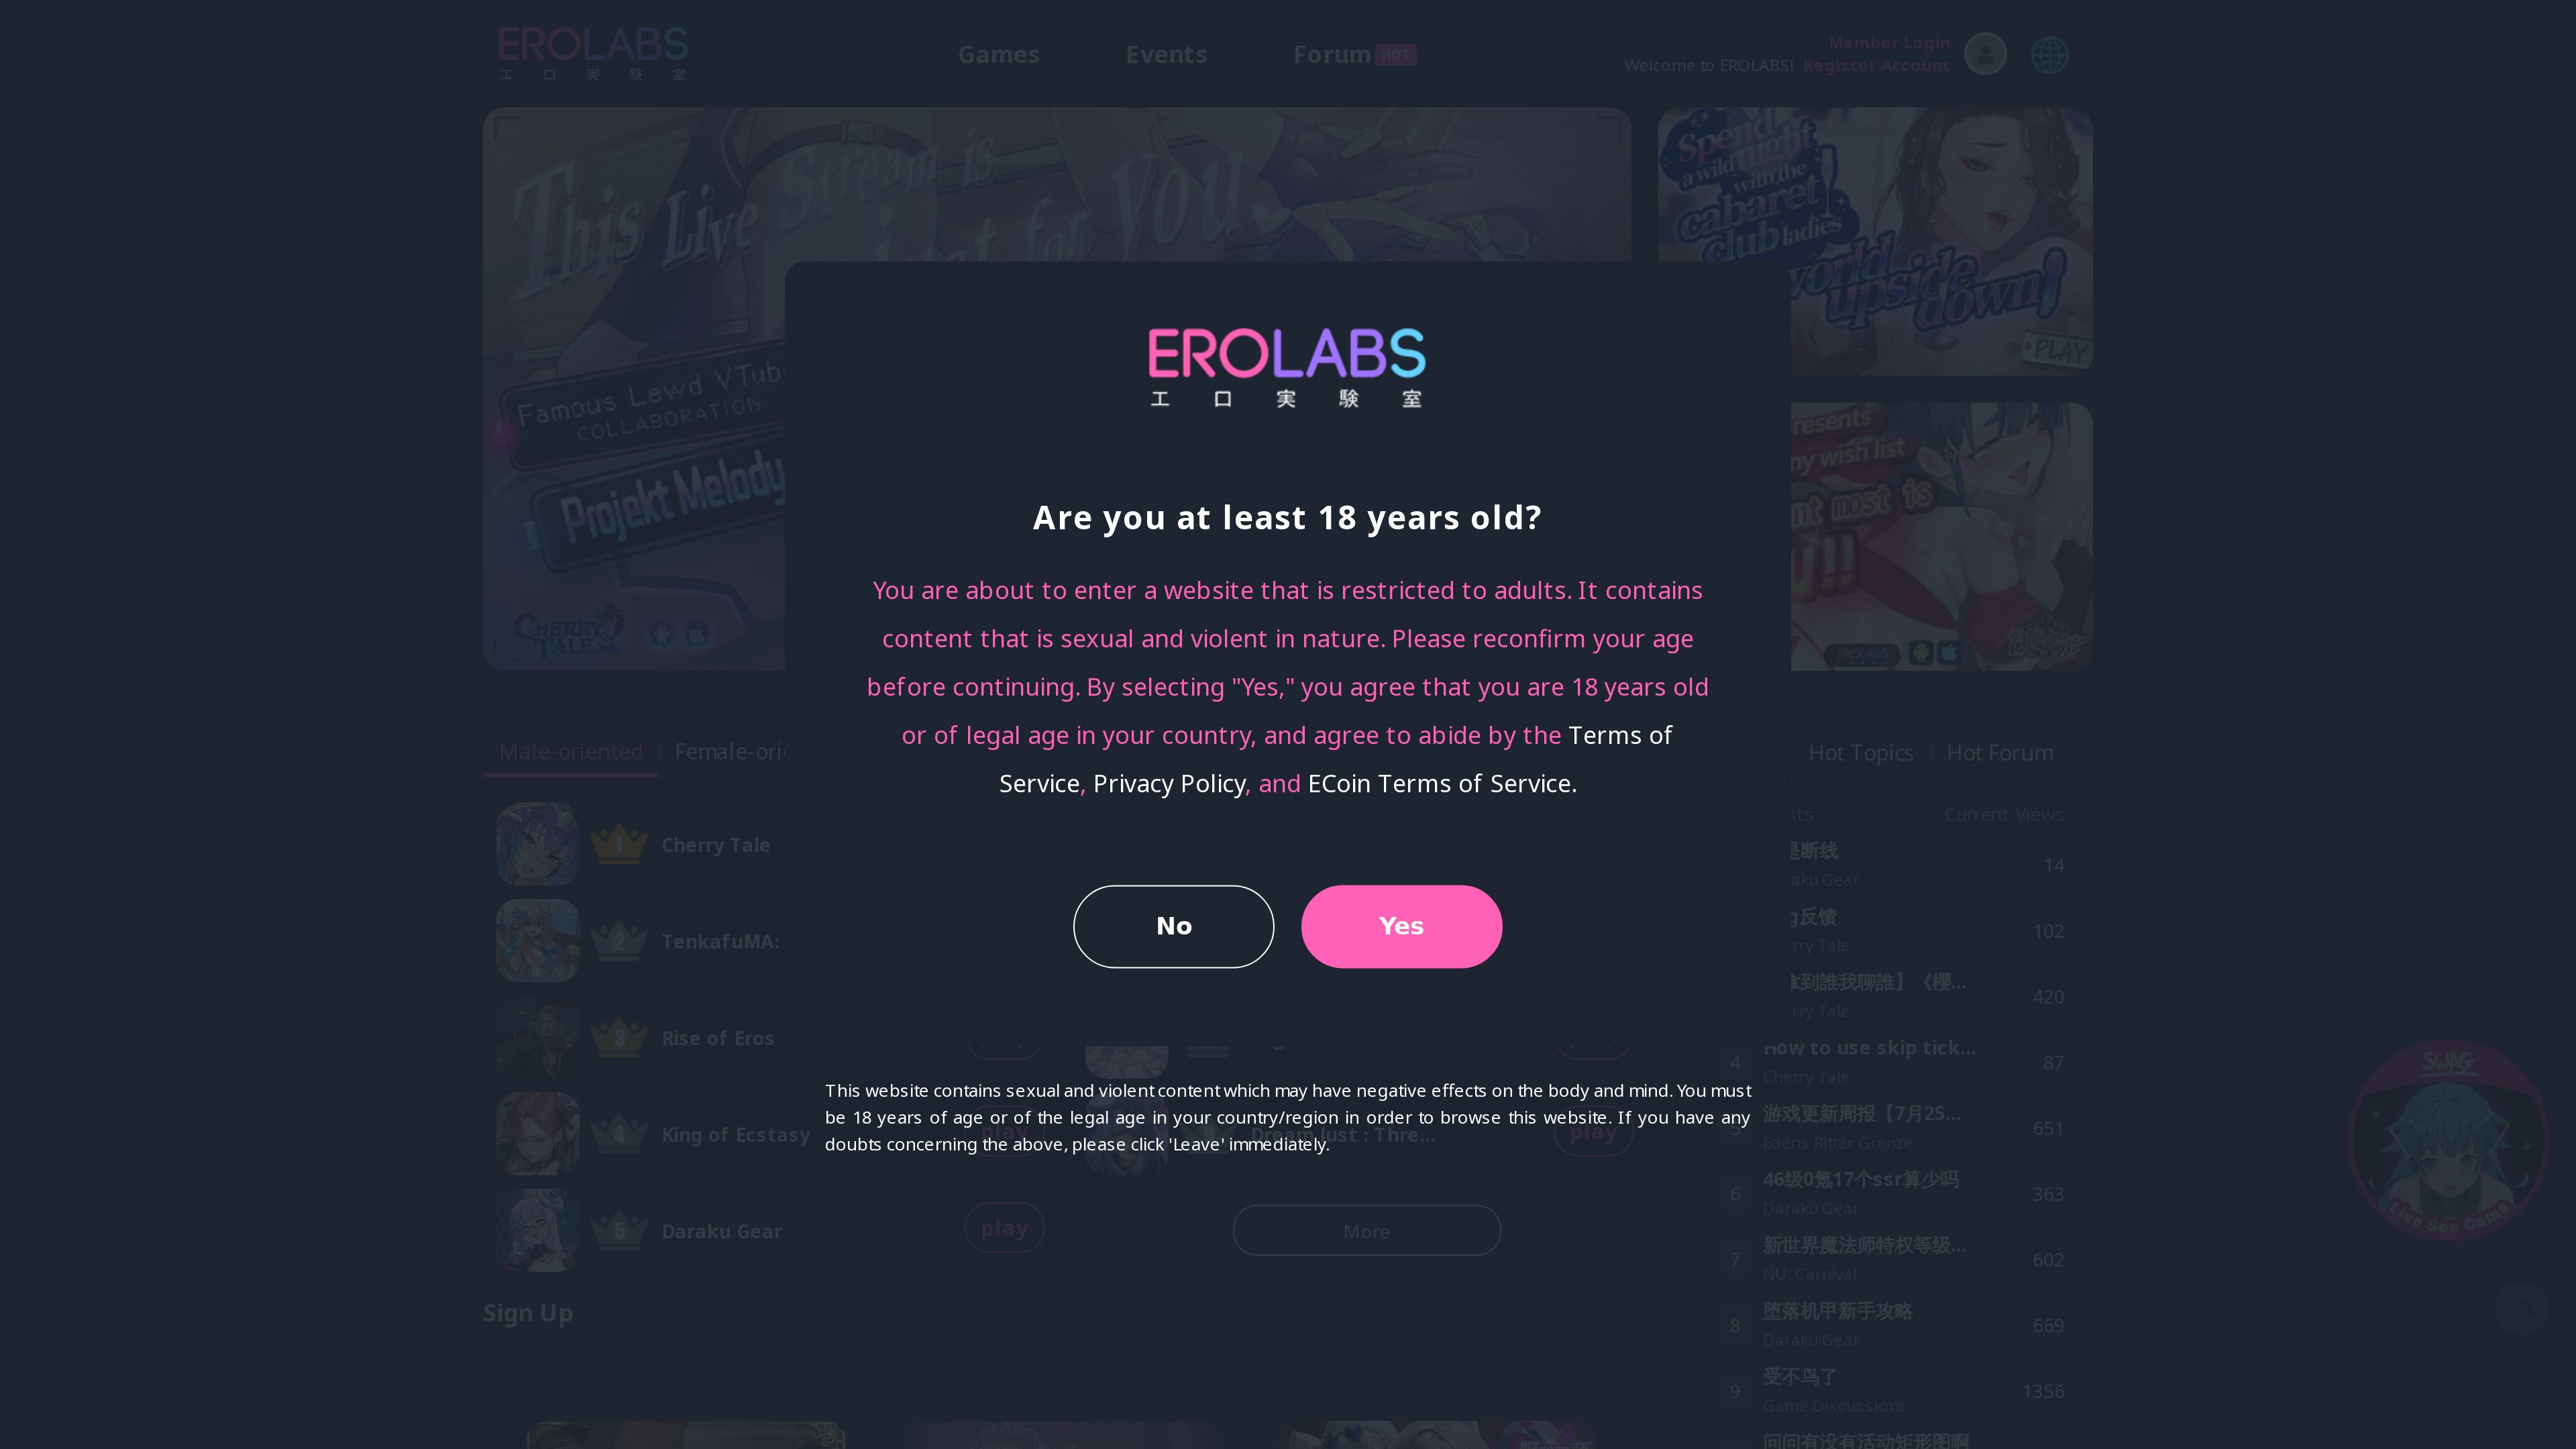 EROLABS
エ ロ 実 験 室
Games
Events
Forum HOT
Member Login
Welcome to EROLABS! Register Account
This Live Stream is
for You
Famous Lewd VTub
COLLABORATION
Projekt Melody
CHERRY
TALE
Spend
a wild night
with the
cabaret
club ladies
world
upside
down!
PLAY
my wish list
most is
U!!
EROLABS
EROLABS
エ ロ 実 験 室
Are you at least 18 years old?
You are about to enter a website that is restricted to adults. It contains
content that is sexual and violent in nature. Please reconfirm your age
before continuing. By selecting "Yes," you agree that you are 18 years old
or of legal age in your country, and agree to abide by the Terms of
Service, Privacy Policy, and ECoin Terms of Service.
No
Yes
This website contains sexual and violent content which may have negative effects on the body and mind. You must
be 18 years of age or of the legal age in your country/region in order to browse this website. If you have any
doubts concerning the above, please click 'Leave' immediately.
Male-oriented
Female-ori
1 Cherry Tale
2 TenkafuMA:
3 Rise of Eros
4 King of Ecstasy
play
Dream lust : Thre...
play
5 Daraku Gear
play
More
Sign Up
Hot Topics
Hot Forum
sts
Current Views
是断线
14
aku Gear
g反馈
102
rry Tale
到誰我聊誰】《櫻...
420
rry Tale
4
How to use skip tick...
87
Cherry Tale
5
游戏更新周报【7月25...
651
Edens Ritter Grenze
6
46级0氪17个ssr算少吗
363
Daraku Gear
7
新世界魔法师特权等级...
602
NU: Carnival
8
堕落机甲新手攻略
669
Daraku Gear
9
受不鸟了
1356
Game Discussions
问问有没有活动矩形图啊
SWAG
Live Sex Cams